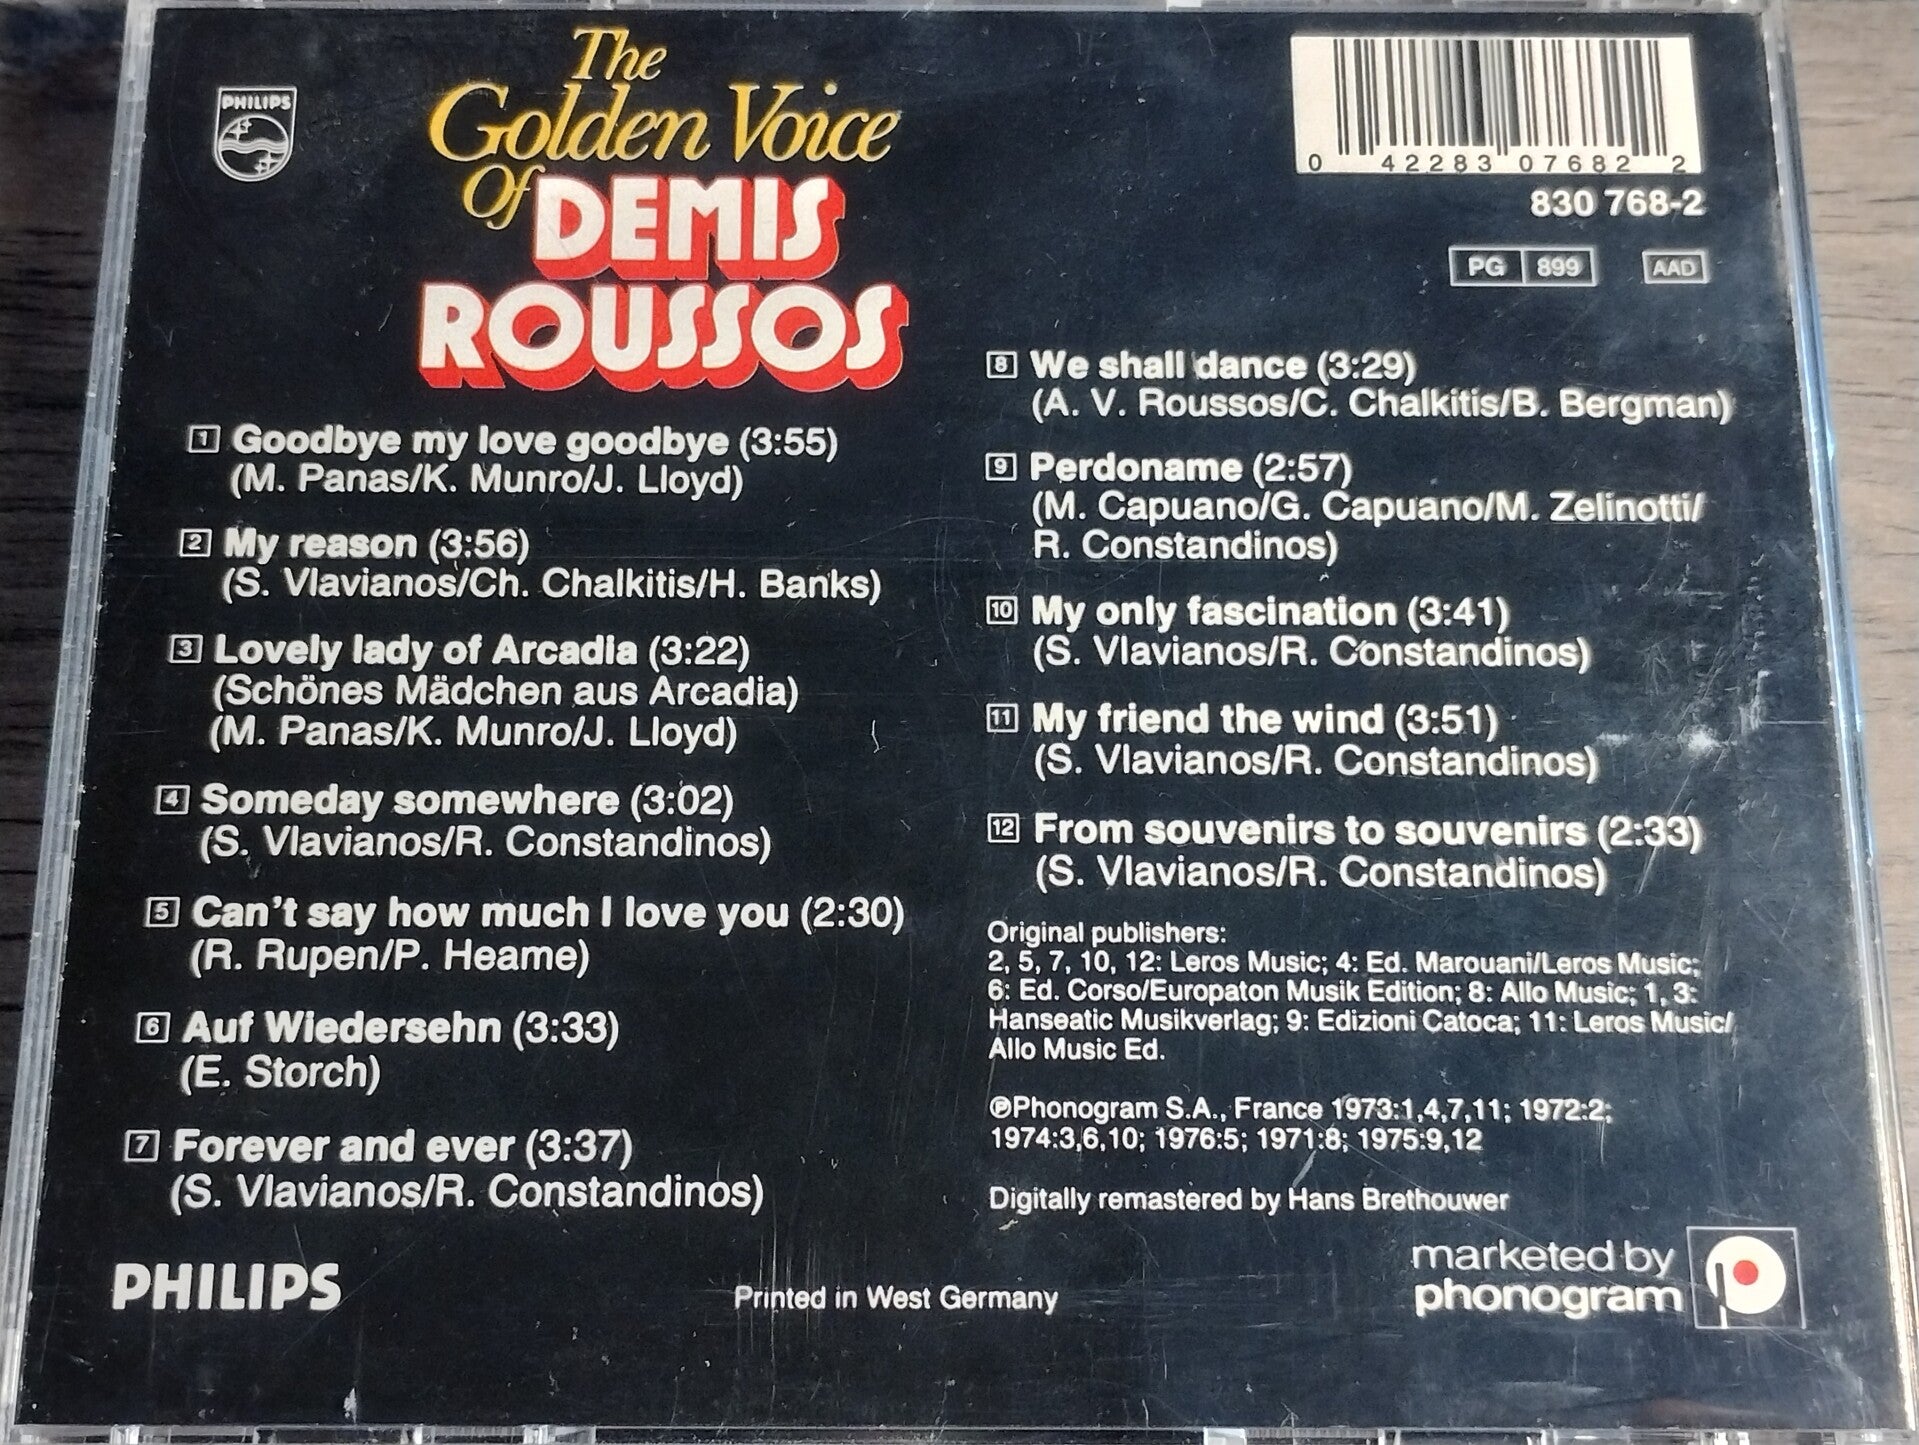 PHILIPS
The
Golden Voice
Of DEMIS
ROUSSOS
0 42283 07682 2
830 768-2
PG 899 AAD
1 Goodbye my love goodbye (3:55)
(M. Panas/K. Munro/J. Lloyd)
2 My reason (3:56)
(S. Vlavianos/Ch. Chalkitis/H. Banks)
3 Lovely lady of Arcadia (3:22)
(Schönes Mädchen aus Arcadia)
(M. Panas/K. Munro/J. Lloyd)
4 Someday somewhere (3:02)
(S. Vlavianos/R. Constandinos)
5 Can't say how much I love you (2:30)
(R. Rupen/P. Heame)
6 Auf Wiedersehn (3:33)
(E. Storch)
7 Forever and ever (3:37)
(S. Vlavianos/R. Constandinos)
8 We shall dance (3:29)
(A. V. Roussos/C. Chalkitis/B. Bergman)
9 Perdoname (2:57)
(M. Capuano/G. Capuano/M. Zelinotti/
R. Constandinos)
10 My only fascination (3:41)
(S. Vlavianos/R. Constandinos)
11 My friend the wind (3:51)
(S. Vlavianos/R. Constandinos)
12 From souvenirs to souvenirs (2:33)
(S. Vlavianos/R. Constandinos)
Original publishers:
2, 5, 7, 10, 12: Leros Music; 4: Ed. Marouani/Leros Music;
6: Ed. Corso/Europaton Musik Edition; 8: Allo Music; 1, 3:
Hanseatic Musikverlag; 9: Edizioni Catoca; 11: Leros Music/
Allo Music Ed.
℗Phonogram S.A., France 1973:1,4,7,11; 1972:2;
1974:3,6,10; 1976:5; 1971:8; 1975:9,12
Digitally remastered by Hans Brethouwer
PHILIPS
Printed in West Germany
marketed by
phonogram